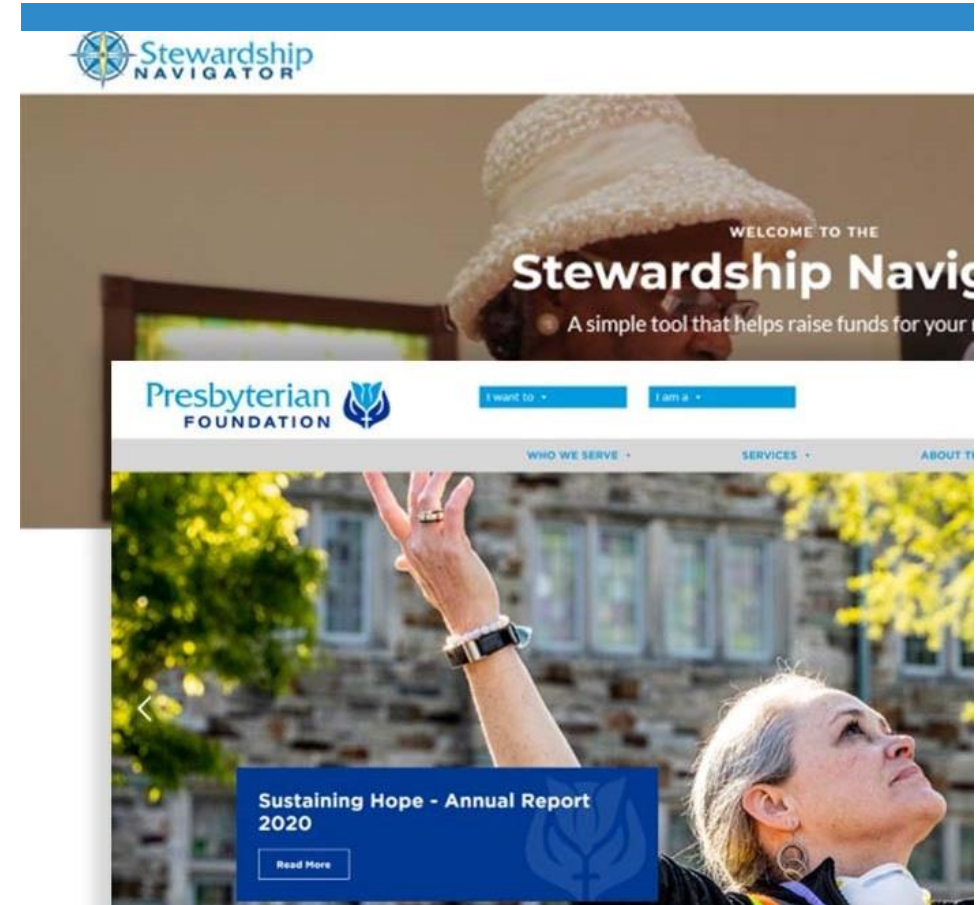 Stewardship
NAVIGATOR
WELCOME TO THE
Stewardship
A simple tool that helps raise funds for your
Presbyterian
FOUNDATION
I want to
I am a
WHO WE SERVE
SERVICES
ABOUT
Sustaining Hope - Annual Report
2020
Read More